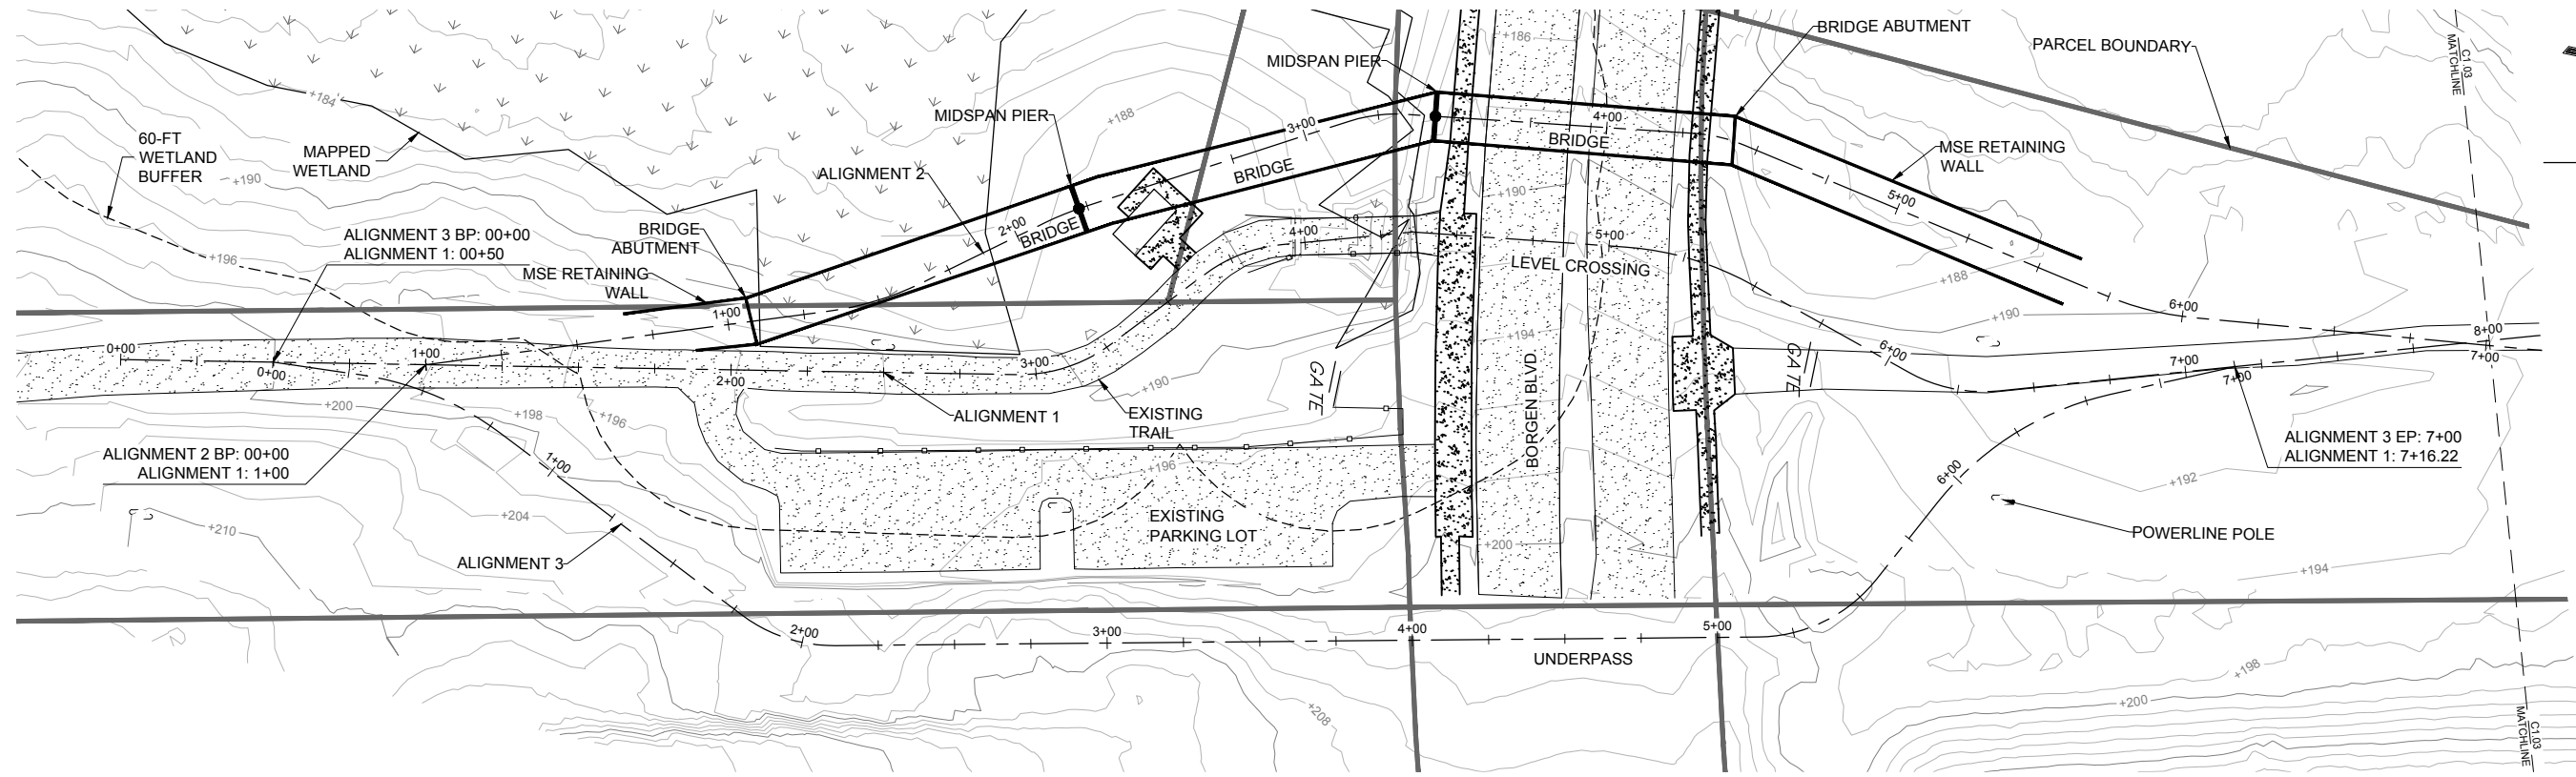 BRIDGE ABUTMENT
+186
PARCEL BOUNDARY
C1.03
MATCHLINE
MIDSPAN PIER
+184
MIDSPAN PIER
+188
3+00
4+00
BRIDGE
60-FT
WETLAND
BUFFER
MAPPED
WETLAND
MSE RETAINING
WALL
+190
ALIGNMENT 2
BRIDGE
+190
5+00
BRIDGE
ABUTMENT
2+00
BRIDGE
4+00
5+00
ALIGNMENT 3 BP: 00+00
ALIGNMENT 1: 00+50
+196
MSE RETAINING
WALL
LEVEL CROSSING
+188
1+00
6+00
+190
8+00
+194
0+00
1+00
0+00
2+00
3+00
6+00
7+00
7+00
7+00
GATE
GATE
+190
+200
+198
+196
ALIGNMENT 1
EXISTING
TRAIL
BORGEN BLVD.
ALIGNMENT 2 BP: 00+00
ALIGNMENT 1: 1+00
1+00
+196
6+00
ALIGNMENT 3 EP: 7+00
ALIGNMENT 1: 7+16.22
+192
+210
+204
EXISTING
PARKING LOT
POWERLINE POLE
+200
ALIGNMENT 3
+194
2+00
3+00
4+00
5+00
UNDERPASS
+198
+200
+208
C1.03
MATCHLINE